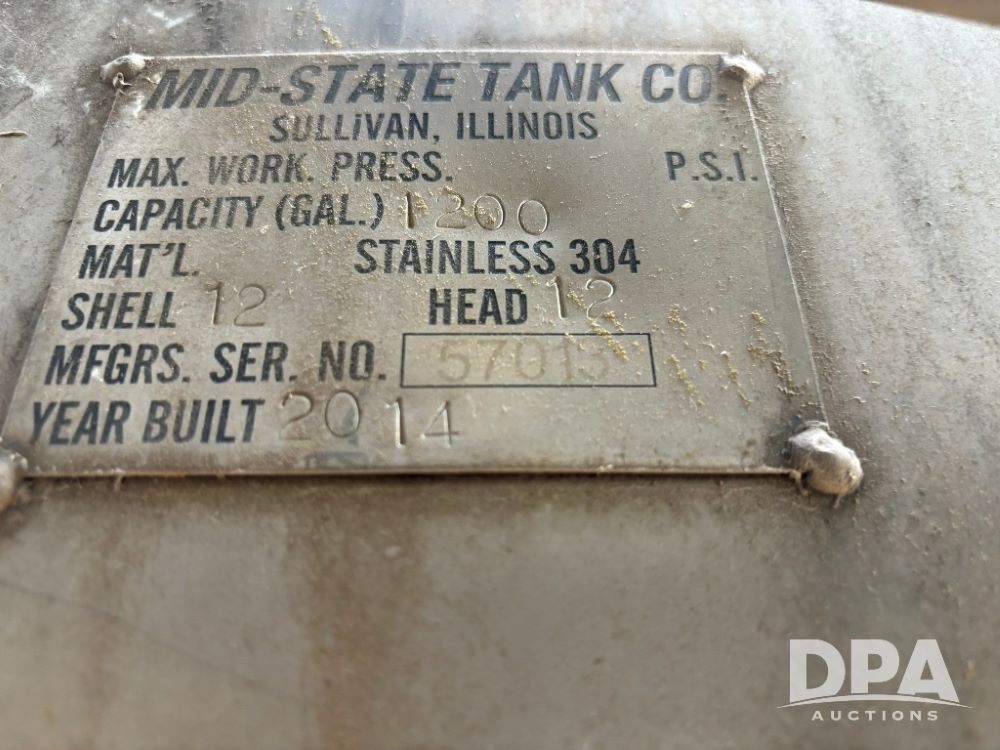 MID-STATE TANK CO.
SULLIVAN, ILLINOIS
MAX. WORK. PRESS. P.S.I.
CAPACITY (GAL.) 1200
MAT'L. STAINLESS 304
SHELL 12 HEAD 12
MFGRS. SER. NO. 57013
YEAR BUILT 2014
DPA
AUCTIONS